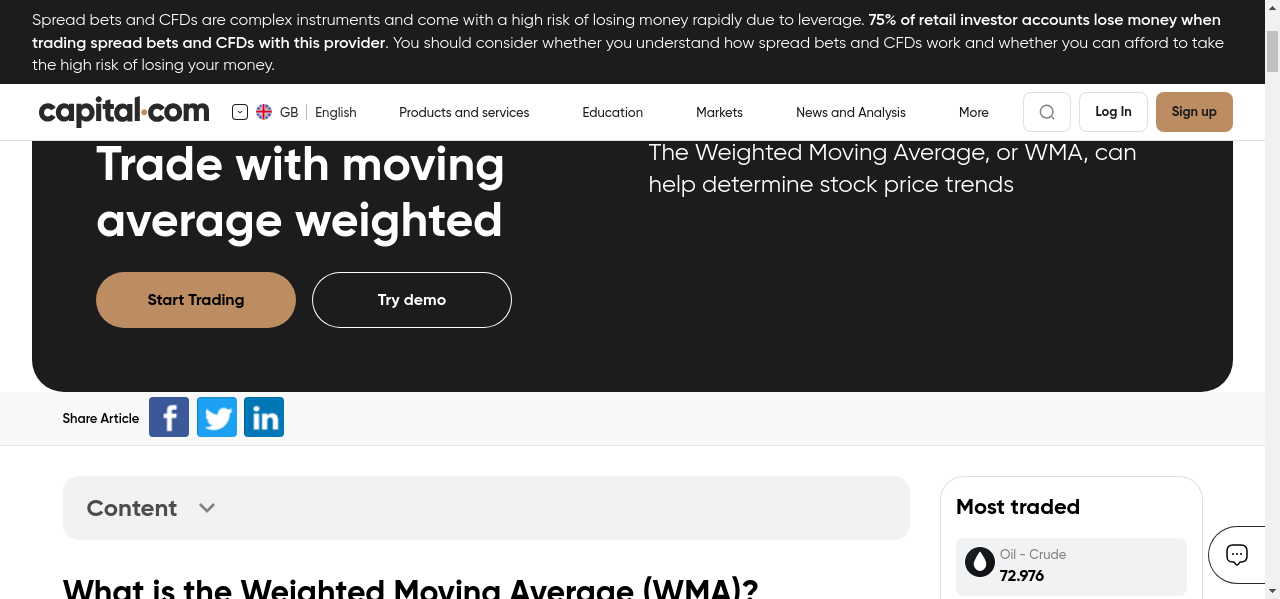 Spread bets and CFDs are complex instruments and come with a high risk of losing money rapidly due to leverage. 75% of retail investor accounts lose money when
trading spread bets and CFDs with this provider. You should consider whether you understand how spread bets and CFDs work and whether you can afford to take
the high risk of losing your money.
capital.com
GB
English
Products and services
Education
Markets
News and Analysis
More
Log In
Sign up
Trade with moving
average weighted
The Weighted Moving Average, or WMA, can
help determine stock price trends
Start Trading
Try demo
Share Article
Content
Most traded
Oil - Crude
72.976
What is the Weighted Moving Average (WMA)?